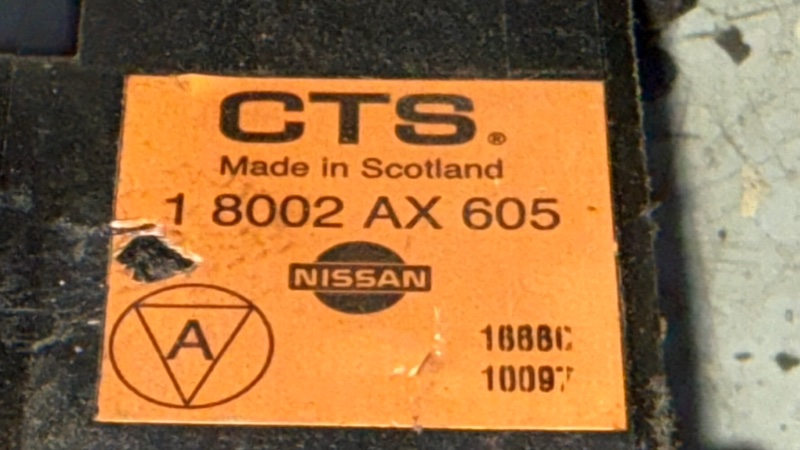 CTS®
Made in Scotland
1 8002 AX 605
NISSAN
A